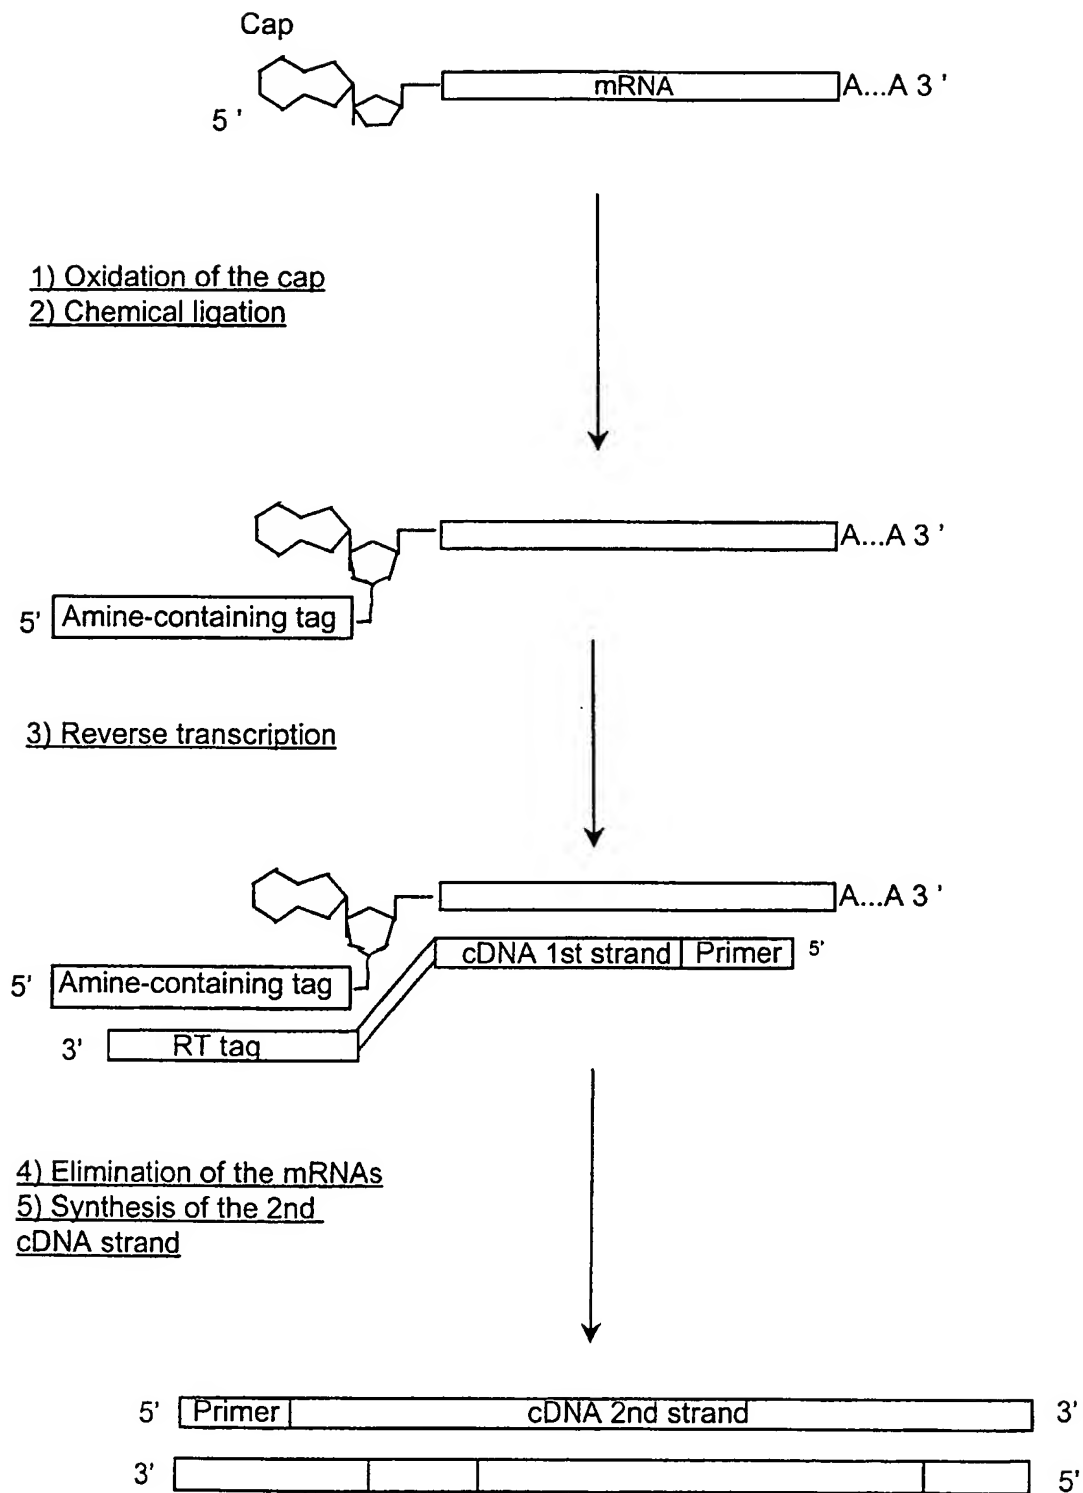 Cap
mRNA
A...A 3 '
5 '
1) Oxidation of the cap
2) Chemical ligation
A...A 3 '
5' Amine-containing tag
3) Reverse transcription
A...A 3 '
cDNA 1st strand Primer 5'
5' Amine-containing tag
3' RT tag
4) Elimination of the mRNAs
5) Synthesis of the 2nd
cDNA strand
5' Primer cDNA 2nd strand 3'
3' 5'